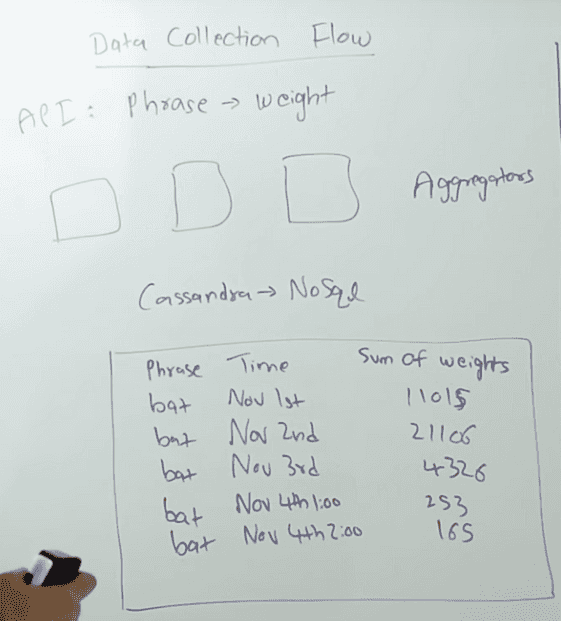 Data Collection Flow
API: Phrase → weight
Aggregators
Cassandra → NoSql
Phrase Time Sum of weights
bat Nov 1st 11015
bat Nov 2nd 21106
bat Nov 3rd 4326
bat Nov 4th 1:00 253
bat Nov 4th 2:00 165